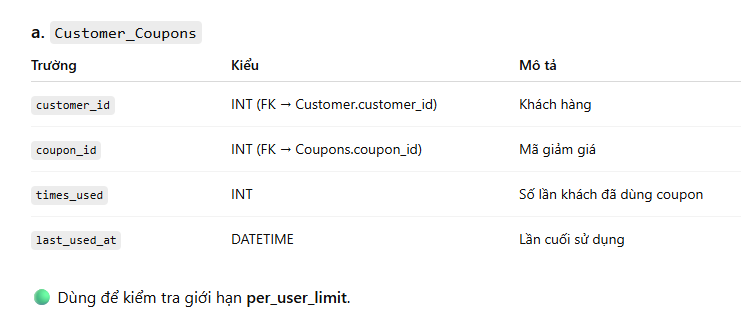 a. Customer_Coupons
Trường Kiểu Mô tả
customer_id INT (FK → Customer.customer_id) Khách hàng
coupon_id INT (FK → Coupons.coupon_id) Mã giảm giá
times_used INT Số lần khách đã dùng coupon
last_used_at DATETIME Lần cuối sử dụng
Dùng để kiểm tra giới hạn per_user_limit.